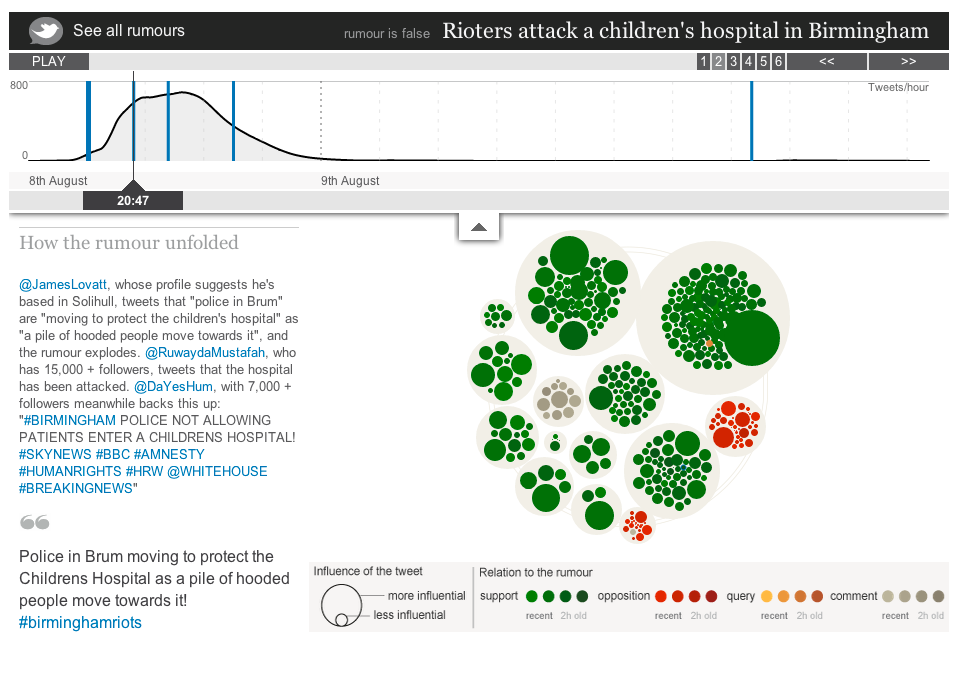 See all rumours
rumour is false Rioters attack a children's hospital in Birmingham
PLAY
1 2 3 4 5 6 << >>
800
Tweets/hour
0
8th August
9th August
20:47
How the rumour unfolded
@JamesLovatt, whose profile suggests he's
based in Solihull, tweets that "police in Brum"
are "moving to protect the children's hospital" as
"a pile of hooded people move towards it", and
the rumour explodes. @RuwaydaMustafah, who
has 15,000 + followers, tweets that the hospital
has been attacked. @DaYesHum, with 7,000 +
followers meanwhile backs this up:
"#BIRMINGHAM POLICE NOT ALLOWING
PATIENTS ENTER A CHILDRENS HOSPITAL!
#SKYNEWS #BBC #AMNESTY
#HUMANRIGHTS #HRW @WHITEHOUSE
#BREAKINGNEWS"
Police in Brum moving to protect the
Childrens Hospital as a pile of hooded
people move towards it!
#birminghamriots
Influence of the tweet
more influential
less influential
Relation to the rumour
support opposition query comment
recent 2h old recent 2h old recent 2h old recent 2h old